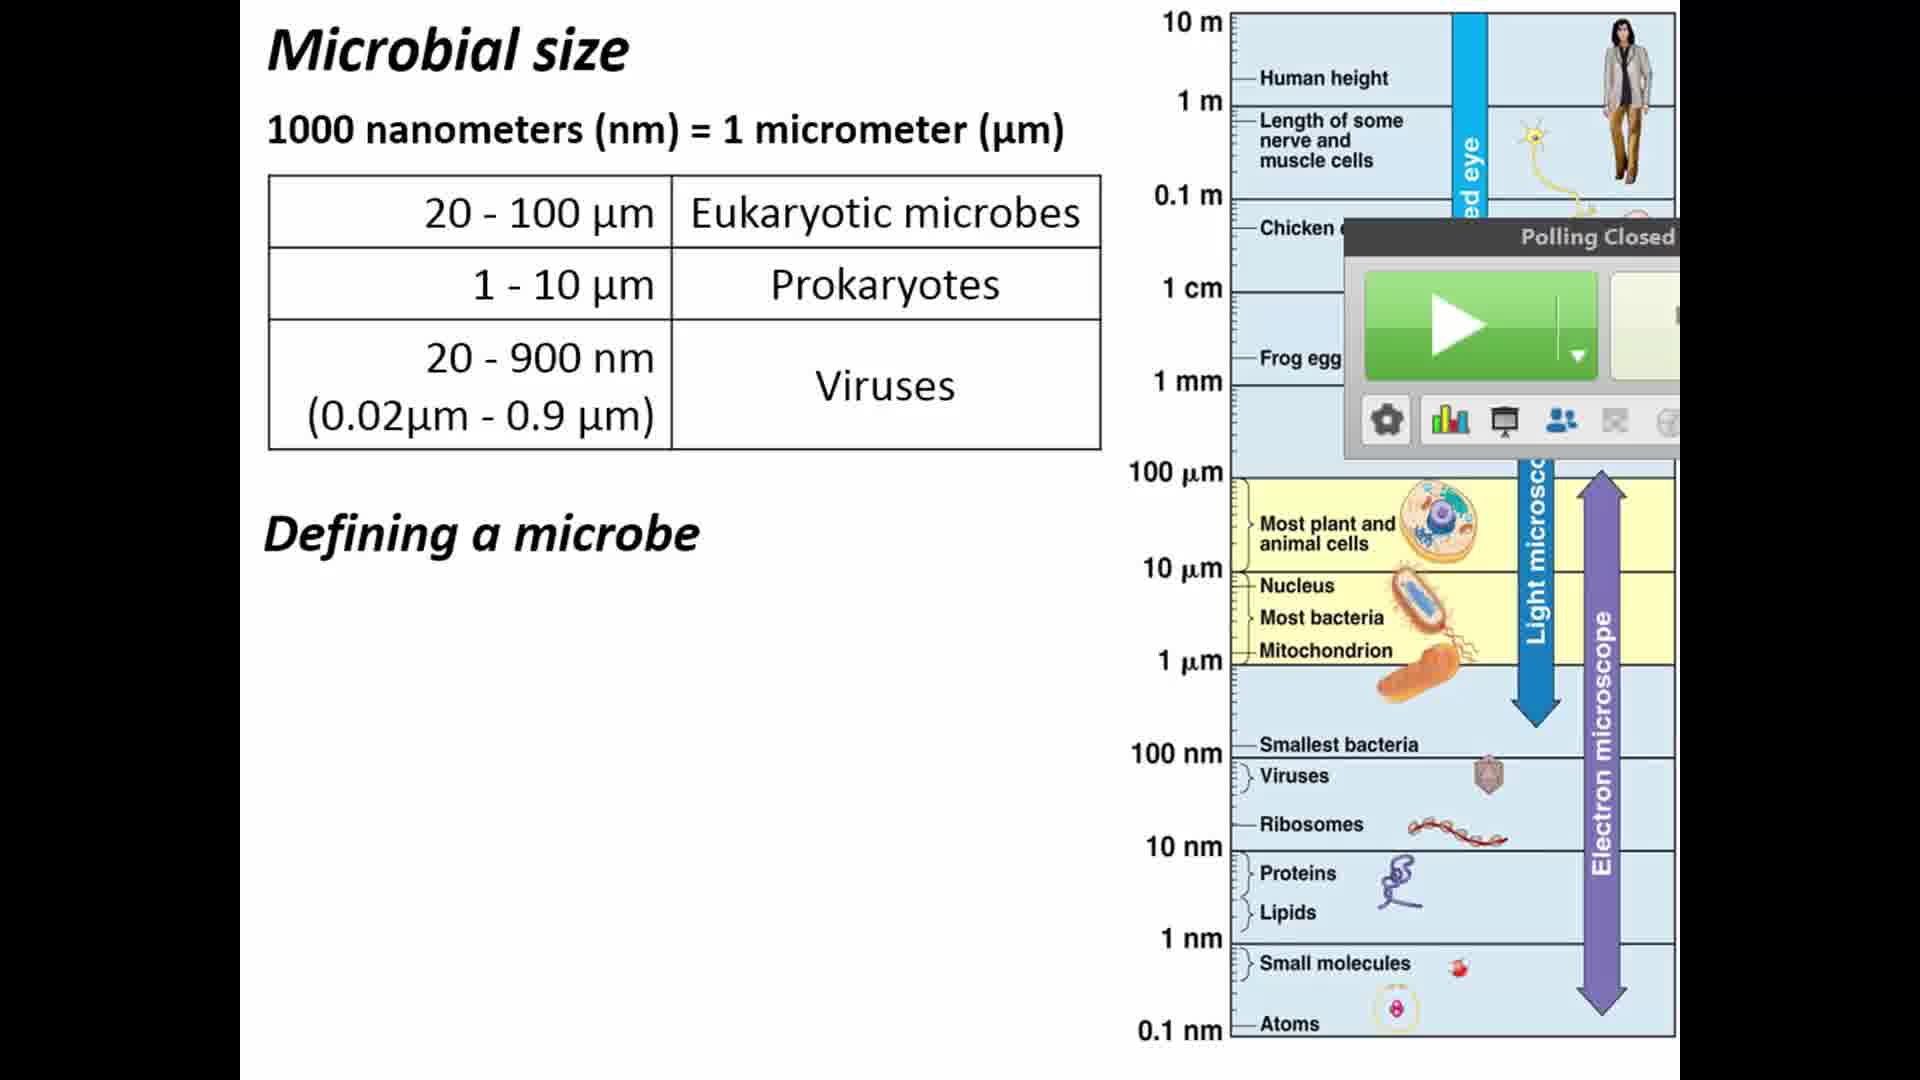 Microbial size
1000 nanometers (nm) = 1 micrometer (µm)
20 - 100 µm
Eukaryotic microbes
1 - 10 µm
Prokaryotes
20 - 900 nm
(0.02µm - 0.9 µm)
Viruses
Defining a microbe
10 m
Human height
1 m
Length of some
nerve and
muscle cells
0.1 m
Chicken
1 cm
Frog egg
1 mm
100 µm
Most plant and
animal cells
10 µm
Nucleus
Most bacteria
Mitochondrion
1 µm
Smallest bacteria
100 nm
Viruses
Ribosomes
10 nm
Proteins
Lipids
1 nm
Small molecules
Atoms
0.1 nm
eye
Light
Electron microscope
Polling Closed